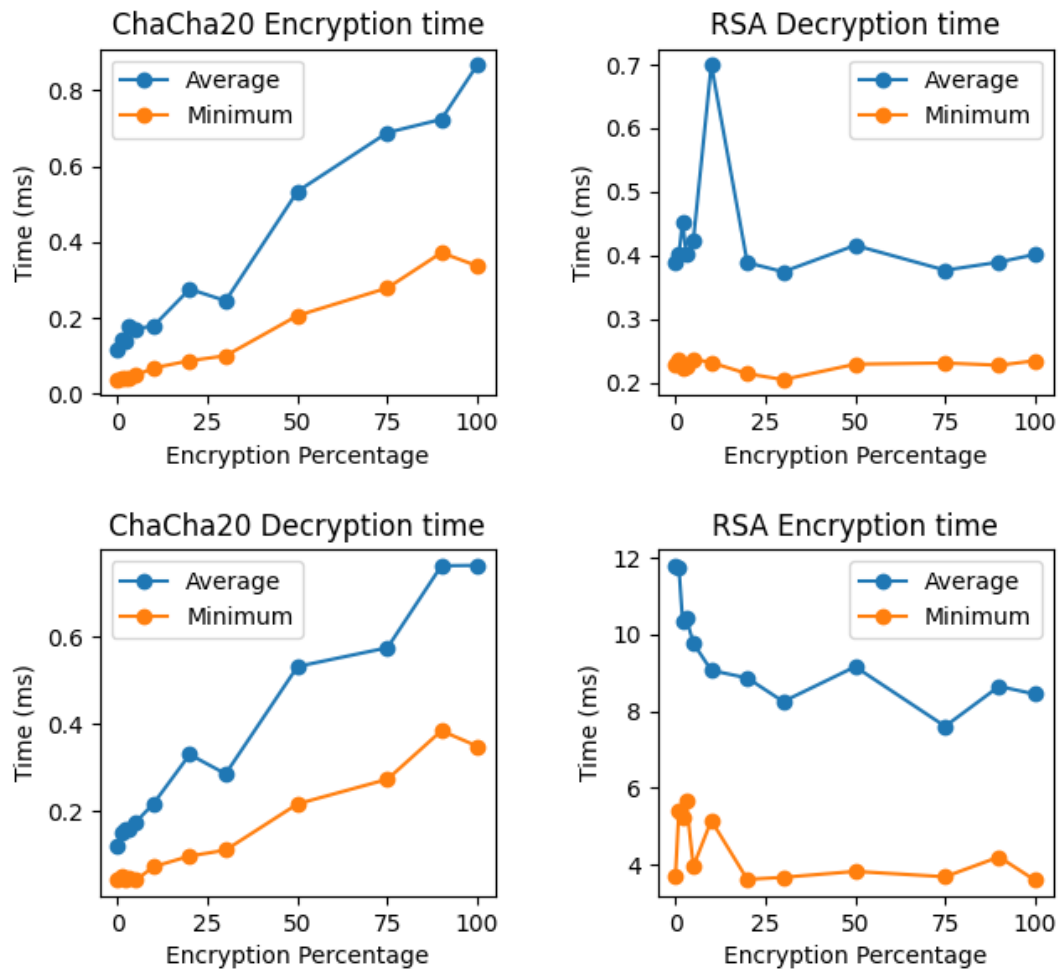 ChaCha20 Encryption time
Average
Minimum
0.8
0.6
0.4
0.2
0.0
Time (ms)
0 25 50 75 100
Encryption Percentage
RSA Decryption time
Average
Minimum
0.7
0.6
0.5
0.4
0.3
0.2
Time (ms)
0 25 50 75 100
Encryption Percentage
ChaCha20 Decryption time
Average
Minimum
0.6
0.4
0.2
Time (ms)
0 25 50 75 100
Encryption Percentage
RSA Encryption time
Average
Minimum
12
10
8
6
4
Time (ms)
0 25 50 75 100
Encryption Percentage